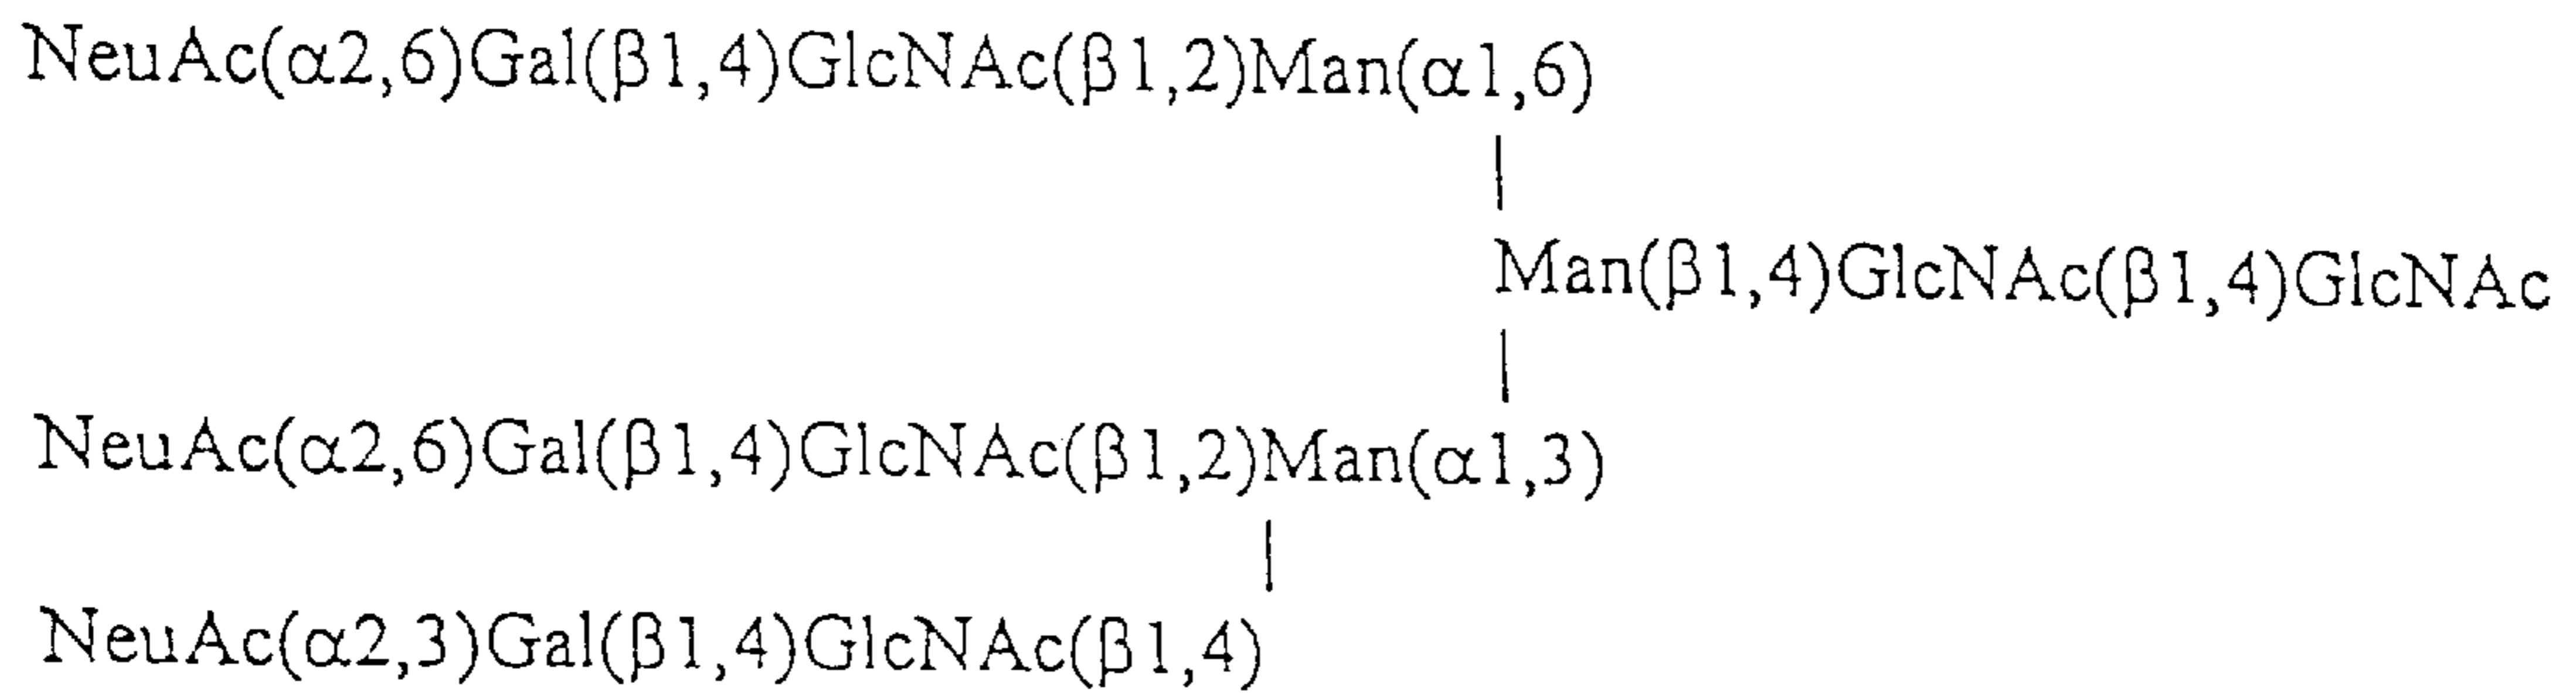 NeuAc(α2,6)Gal(β1,4)GlcNAc(β1,2)Man(α1,6)
Man(β1,4)GlcNAc(β1,4)GlcNAc
NeuAc(α2,6)Gal(β1,4)GlcNAc(β1,2)Man(α1,3)
NeuAc(α2,3)Gal(β1,4)GlcNAc(β1,4)